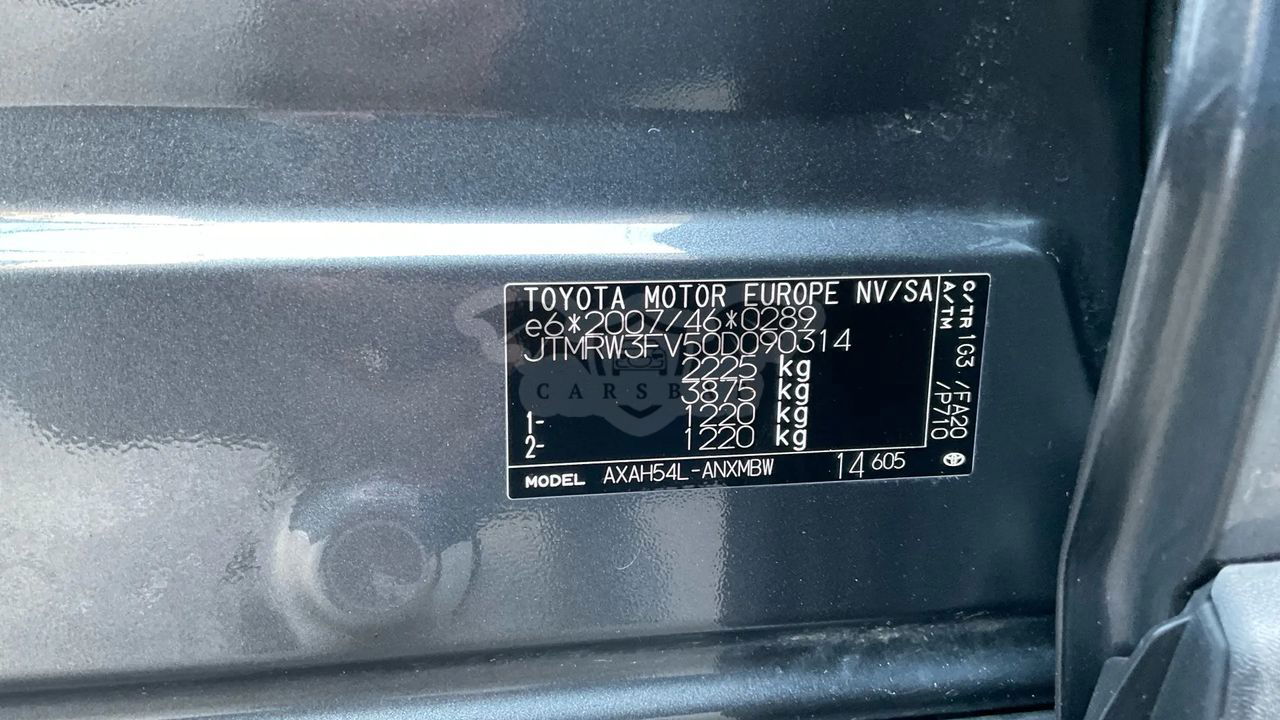 TOYOTA MOTOR EUROPE NV/SA
e6*2007/46*0289
JTMRW3FV50D090314
2225 kg
3875 kg
1- 1220 kg
2- 1220 kg
MODEL AXAH54L-ANXMBW 14 605
C/TR 1G3 /FA20
A/TM /P710
CARSB